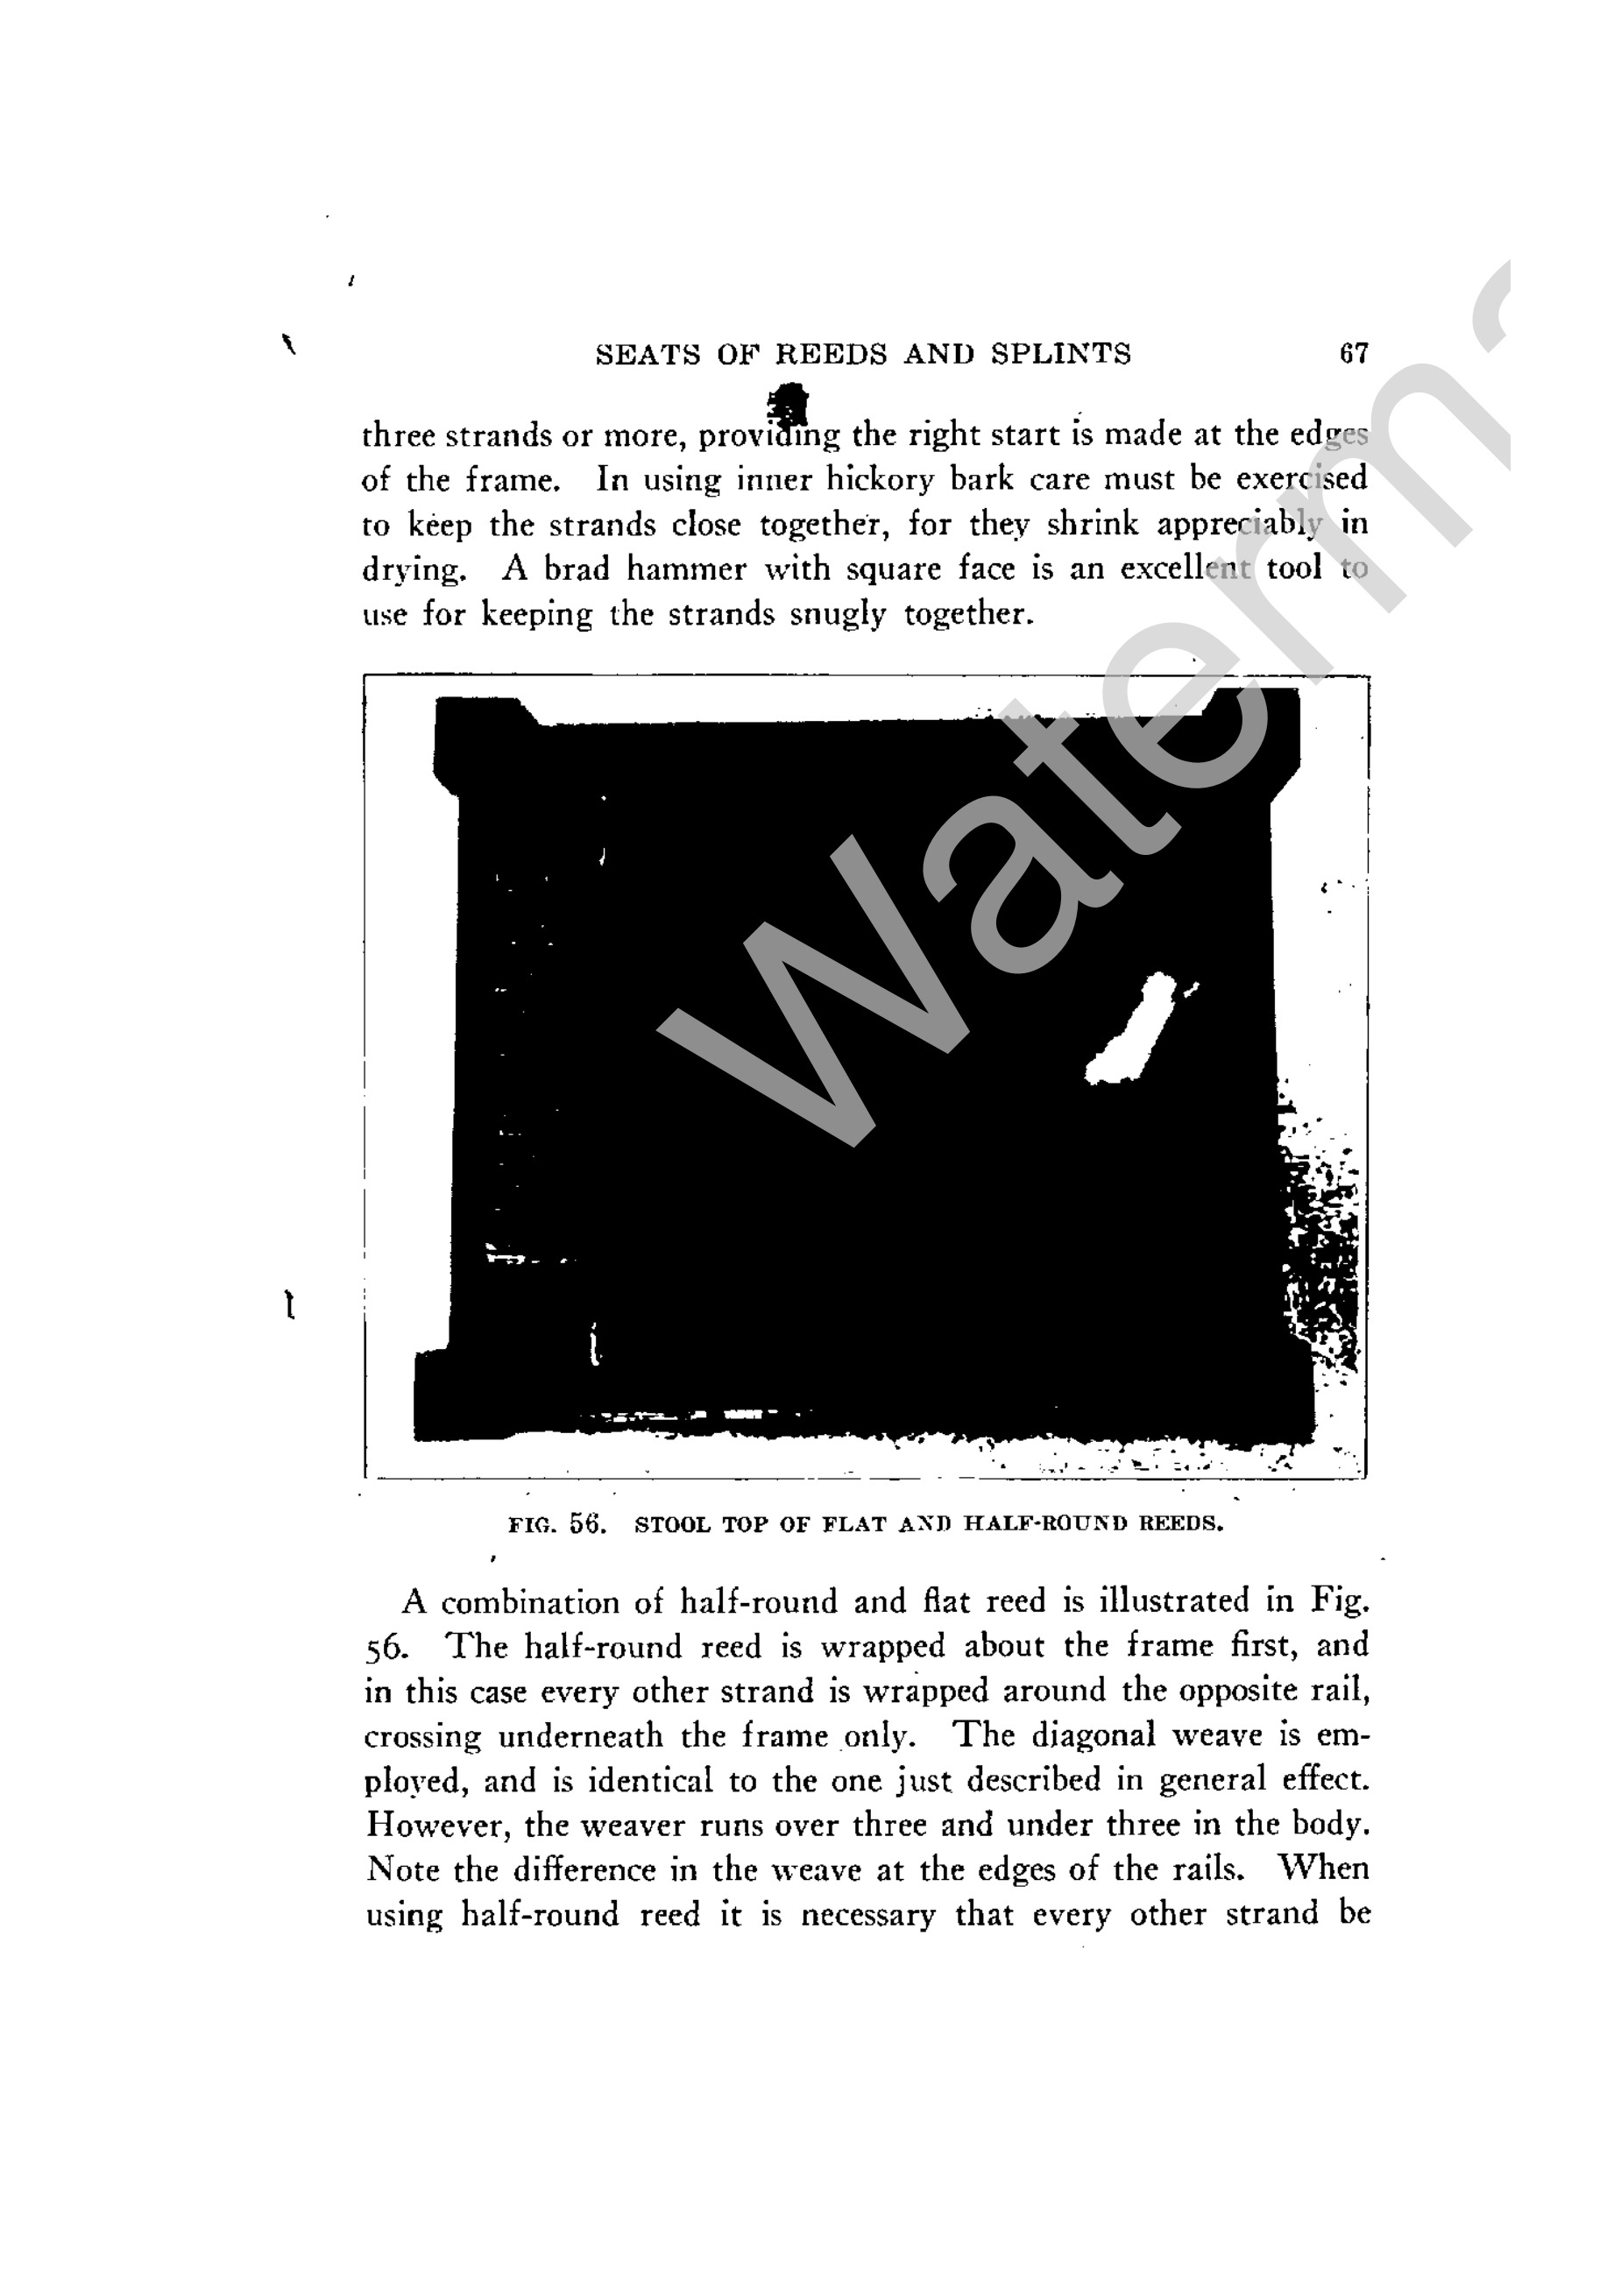 SEATS OF REEDS AND SPLINTS 67
three strands or more, providing the right start is made at the edges
of the frame. In using inner hickory bark care must be exercised
to keep the strands close together, for they shrink appreciably in
drying. A brad hammer with square face is an excellent tool to
use for keeping the strands snugly together.
Waterm
FIG. 56. STOOL TOP OF FLAT AND HALF-ROUND REEDS.
A combination of half-round and flat reed is illustrated in Fig.
56. The half-round reed is wrapped about the frame first, and
in this case every other strand is wrapped around the opposite rail,
crossing underneath the frame only. The diagonal weave is em-
ployed, and is identical to the one just described in general effect.
However, the weaver runs over three and under three in the body.
Note the difference in the weave at the edges of the rails. When
using half-round reed it is necessary that every other strand be